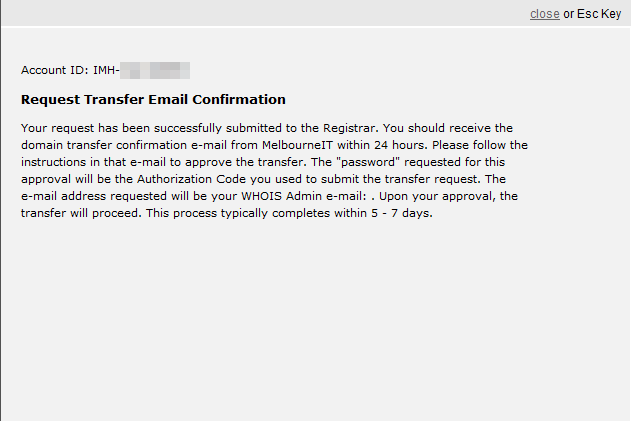 close or Esc Key
Account ID: IMH-
Request Transfer Email Confirmation
Your request has been successfully submitted to the Registrar. You should receive the
domain transfer confirmation e-mail from MelbourneIT within 24 hours. Please follow the
instructions in that e-mail to approve the transfer. The "password" requested for this
approval will be the Authorization Code you used to submit the transfer request. The
e-mail address requested will be your WHOIS Admin e-mail: . Upon your approval, the
transfer will proceed. This process typically completes within 5 - 7 days.